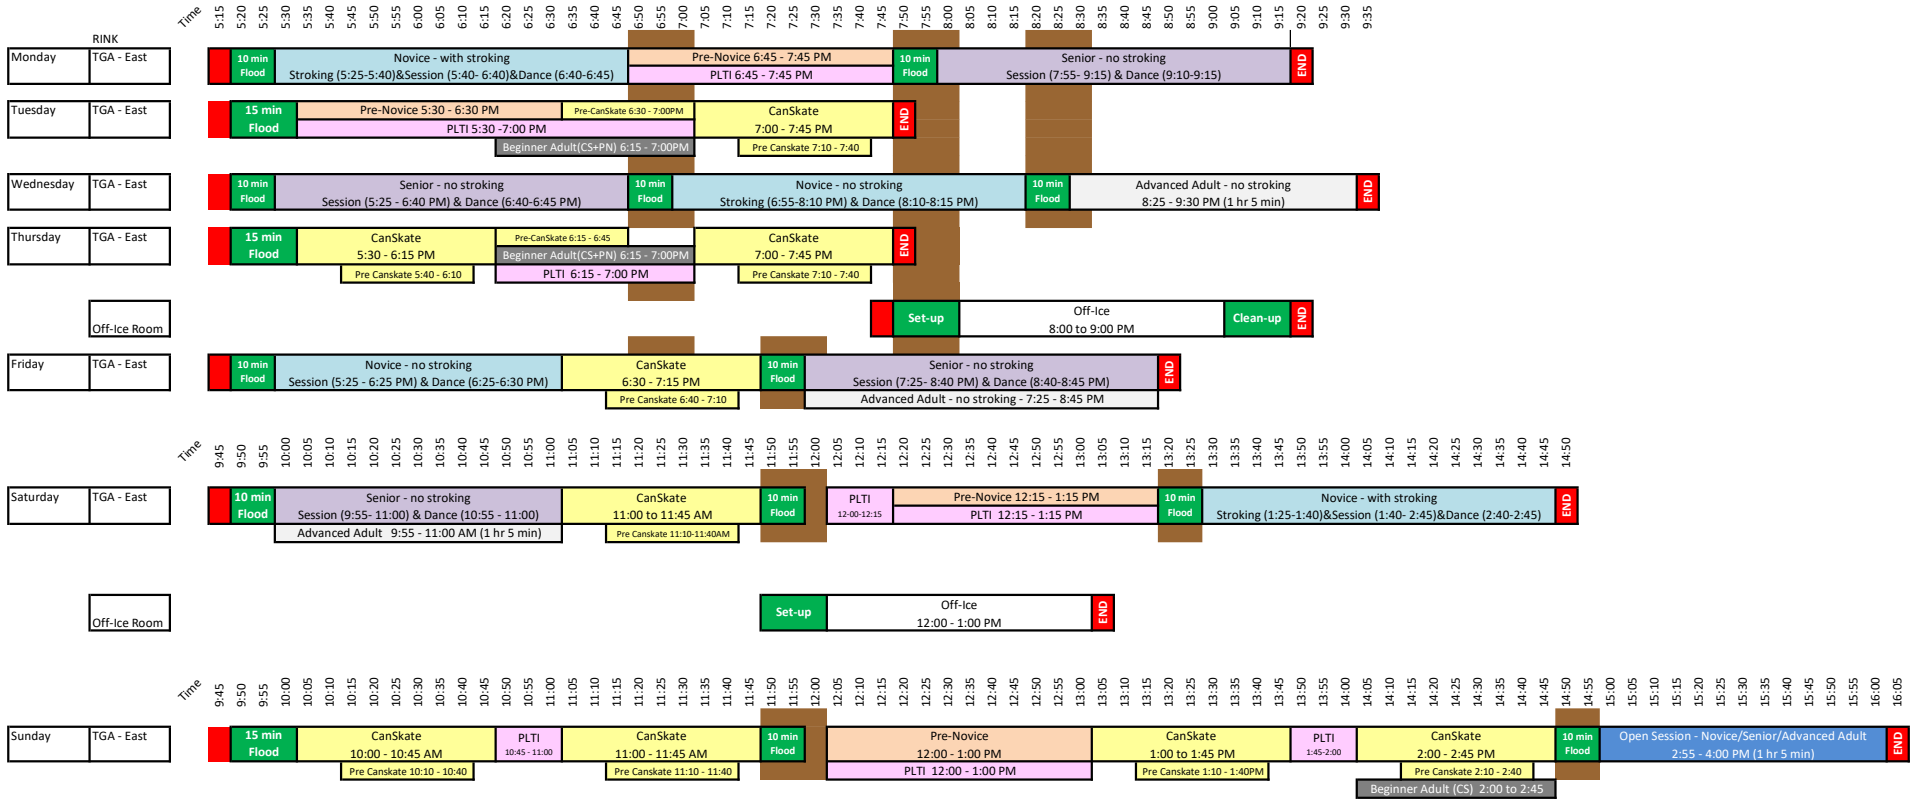 Time 5:15 5:20 5:25 5:30 5:35 5:40 5:45 5:50 5:55 6:00 6:05 6:10 6:15 6:20 6:25 6:30 6:35 6:40 6:45 6:50 6:55 7:00 7:05 7:10 7:15 7:20 7:25 7:30 7:35 7:40 7:45 7:50 7:55 8:00 8:05 8:10 8:15 8:20 8:25 8:30 8:35 8:40 8:45 8:50 8:55 9:00 9:05 9:10 9:15 9:20 9:25 9:30 9:35
RINK
Monday TGA - East
10 min
Flood
Novice - with stroking
Stroking (5:25-5:40)&Session (5:40- 6:40)&Dance (6:40-6:45)
Pre-Novice 6:45 - 7:45 PM
PLTI 6:45 - 7:45 PM
10 min
Flood
Senior - no stroking
Session (7:55- 9:15) & Dance (9:10-9:15)
END
Tuesday TGA - East
15 min
Flood
Pre-Novice 5:30 - 6:30 PM
Pre-CanSkate 6:30 - 7:00PM
PLTI 5:30 -7:00 PM
Beginner Adult(CS+PN) 6:15 - 7:00PM
CanSkate
7:00 - 7:45 PM
Pre Canskate 7:10 - 7:40
END
Wednesday TGA - East
10 min
Flood
Senior - no stroking
Session (5:25 - 6:40 PM) & Dance (6:40-6:45 PM)
10 min
Flood
Novice - no stroking
Stroking (6:55-8:10 PM) & Dance (8:10-8:15 PM)
10 min
Flood
Advanced Adult - no stroking
8:25 - 9:30 PM (1 hr 5 min)
END
Thursday TGA - East
15 min
Flood
CanSkate
5:30 - 6:15 PM
Pre Canskate 5:40 - 6:10
Pre-CanSkate 6:15 - 6:45
Beginner Adult(CS+PN) 6:15 - 7:00PM
PLTI 6:15 - 7:00 PM
CanSkate
7:00 - 7:45 PM
Pre Canskate 7:10 - 7:40
END
Off-Ice Room
Set-up
Off-Ice
8:00 to 9:00 PM
Clean-up
END
Friday TGA - East
10 min
Flood
Novice - no stroking
Session (5:25 - 6:25 PM) & Dance (6:25-6:30 PM)
CanSkate
6:30 - 7:15 PM
Pre Canskate 6:40 - 7:10
10 min
Flood
Senior - no stroking
Session (7:25- 8:40 PM) & Dance (8:40-8:45 PM)
Advanced Adult - no stroking - 7:25 - 8:45 PM
END
Time 9:45 9:50 9:55 10:00 10:05 10:10 10:15 10:20 10:25 10:30 10:35 10:40 10:45 10:50 10:55 11:00 11:05 11:10 11:15 11:20 11:25 11:30 11:35 11:40 11:45 11:50 11:55 12:00 12:05 12:10 12:15 12:20 12:25 12:30 12:35 12:40 12:45 12:50 12:55 13:00 13:05 13:10 13:15 13:20 13:25 13:30 13:35 13:40 13:45 13:50 13:55 14:00 14:05 14:10 14:15 14:20 14:25 14:30 14:35 14:40 14:45 14:50
Saturday TGA - East
10 min
Flood
Senior - no stroking
Session (9:55- 11:00) & Dance (10:55 - 11:00)
Advanced Adult 9:55 - 11:00 AM (1 hr 5 min)
CanSkate
11:00 to 11:45 AM
Pre Canskate 11:10-11:40AM
10 min
Flood
PLTI
12-00-12:15
Pre-Novice 12:15 - 1:15 PM
PLTI 12:15 - 1:15 PM
10 min
Flood
Novice - with stroking
Stroking (1:25-1:40)&Session (1:40- 2:45)&Dance (2:40-2:45)
END
Off-Ice Room
Set-up
Off-Ice
12:00 - 1:00 PM
END
Time 9:45 9:50 9:55 10:00 10:05 10:10 10:15 10:20 10:25 10:30 10:35 10:40 10:45 10:50 10:55 11:00 11:05 11:10 11:15 11:20 11:25 11:30 11:35 11:40 11:45 11:50 11:55 12:00 12:05 12:10 12:15 12:20 12:25 12:30 12:35 12:40 12:45 12:50 12:55 13:00 13:05 13:10 13:15 13:20 13:25 13:30 13:35 13:40 13:45 13:50 13:55 14:00 14:05 14:10 14:15 14:20 14:25 14:30 14:35 14:40 14:45 14:50 14:55 15:00 15:05 15:10 15:15 15:20 15:25 15:30 15:35 15:40 15:45 15:50 15:55 16:00 16:05
Sunday TGA - East
15 min
Flood
CanSkate
10:00 - 10:45 AM
Pre Canskate 10:10 - 10:40
PLTI
10:45 - 11:00
CanSkate
11:00 - 11:45 AM
Pre Canskate 11:10 - 11:40
10 min
Flood
Pre-Novice
12:00 - 1:00 PM
PLTI 12:00 - 1:00 PM
CanSkate
1:00 to 1:45 PM
Pre Canskate 1:10 - 1:40PM
PLTI
1:45-2:00
CanSkate
2:00 - 2:45 PM
Pre Canskate 2:10 - 2:40
Beginner Adult (CS) 2:00 to 2:45
10 min
Flood
Open Session - Novice/Senior/Advanced Adult
2:55 - 4:00 PM (1 hr 5 min)
END